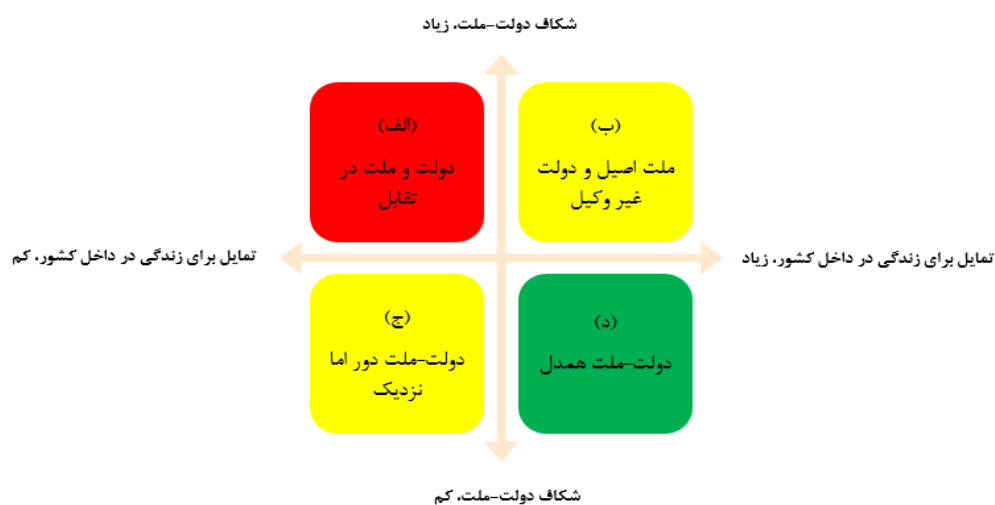 شکاف دولت-ملت، زیاد
(الف)
دولت و ملت در
تقابل
(ب)
ملت اصیل و دولت
غیر وکیل
تمایل برای زندگی در داخل کشور، کم
تمایل برای زندگی در داخل کشور، زیاد
(ج)
دولت-ملت دور اما
نزدیک
(د)
دولت-ملت همدل
شکاف دولت-ملت، کم